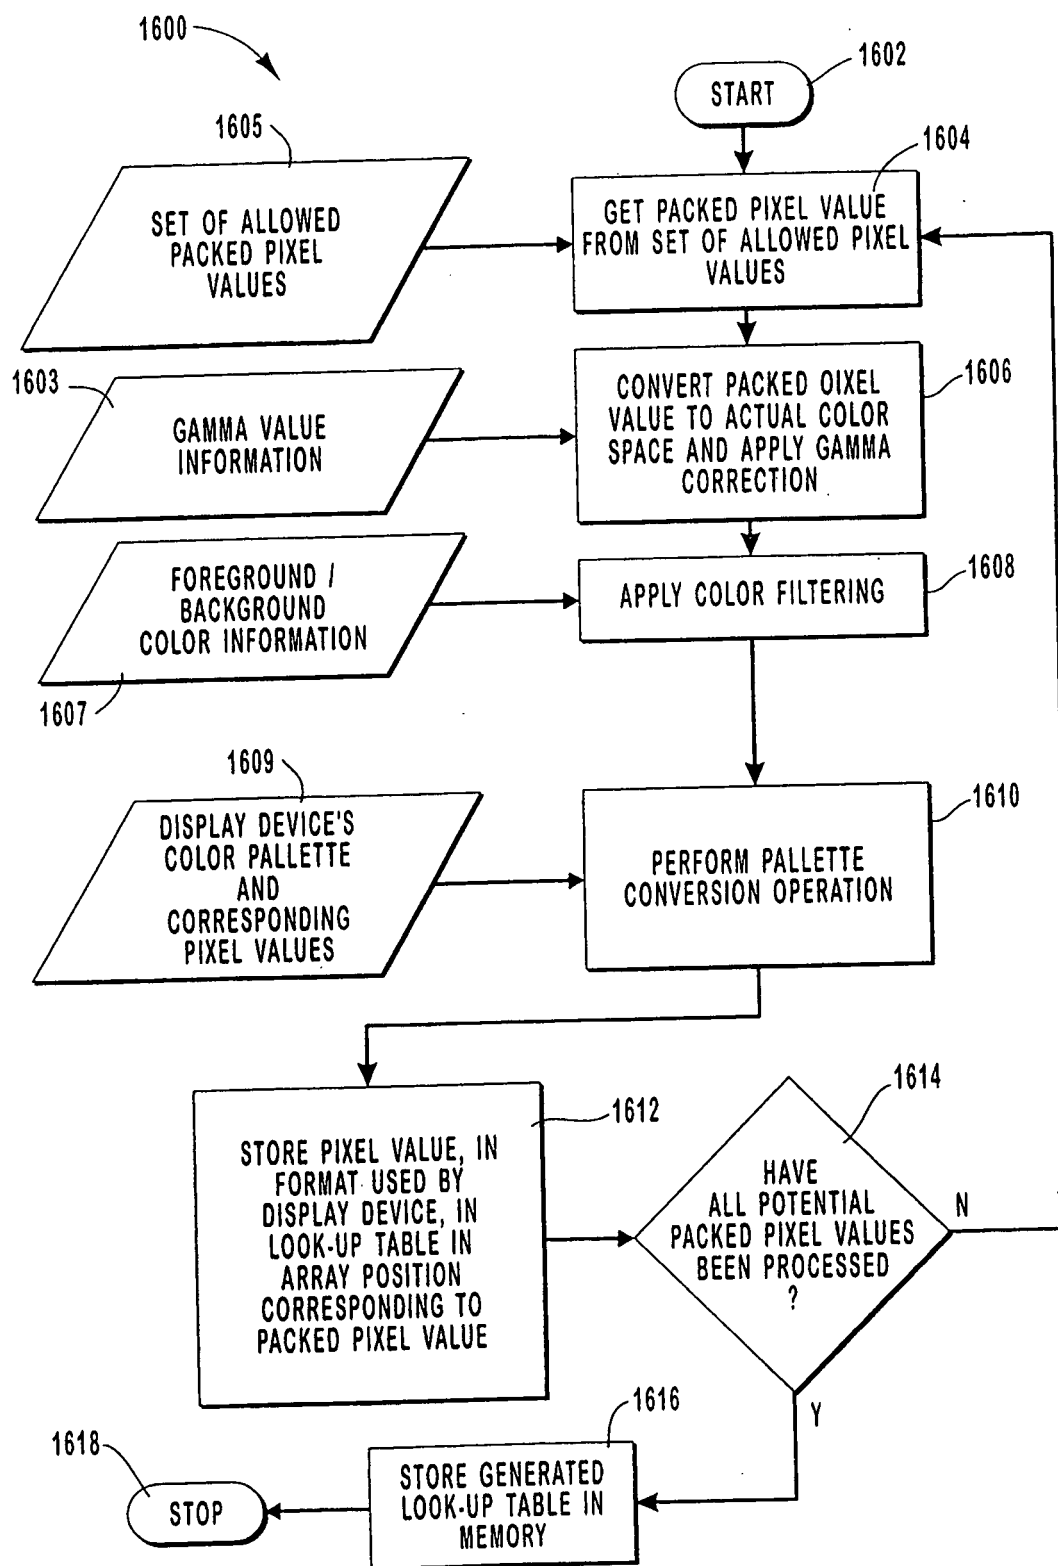 1600
1602
START
1605
1604
SET OF ALLOWED
PACKED PIXEL
VALUES
GET PACKED PIXEL VALUE
FROM SET OF ALLOWED PIXEL
VALUES
1603
GAMMA VALUE
INFORMATION
CONVERT PACKED OIXEL
VALUE TO ACTUAL COLOR
SPACE AND APPLY GAMMA
CORRECTION
1606
FOREGROUND /
BACKGROUND
COLOR INFORMATION
1607
APPLY COLOR FILTERING
1608
1609
DISPLAY DEVICE'S
COLOR PALLETTE
AND
CORRESPONDING
PIXEL VALUES
PERFORM PALLETTE
CONVERSION OPERATION
1610
1612
STORE PIXEL VALUE, IN
FORMAT USED BY
DISPLAY DEVICE, IN
LOOK-UP TABLE IN
ARRAY POSITION
CORRESPONDING TO
PACKED PIXEL VALUE
1614
HAVE
ALL POTENTIAL
PACKED PIXEL VALUES
BEEN PROCESSED
?
N
Y
1616
STORE GENERATED
LOOK-UP TABLE IN
MEMORY
1618
STOP